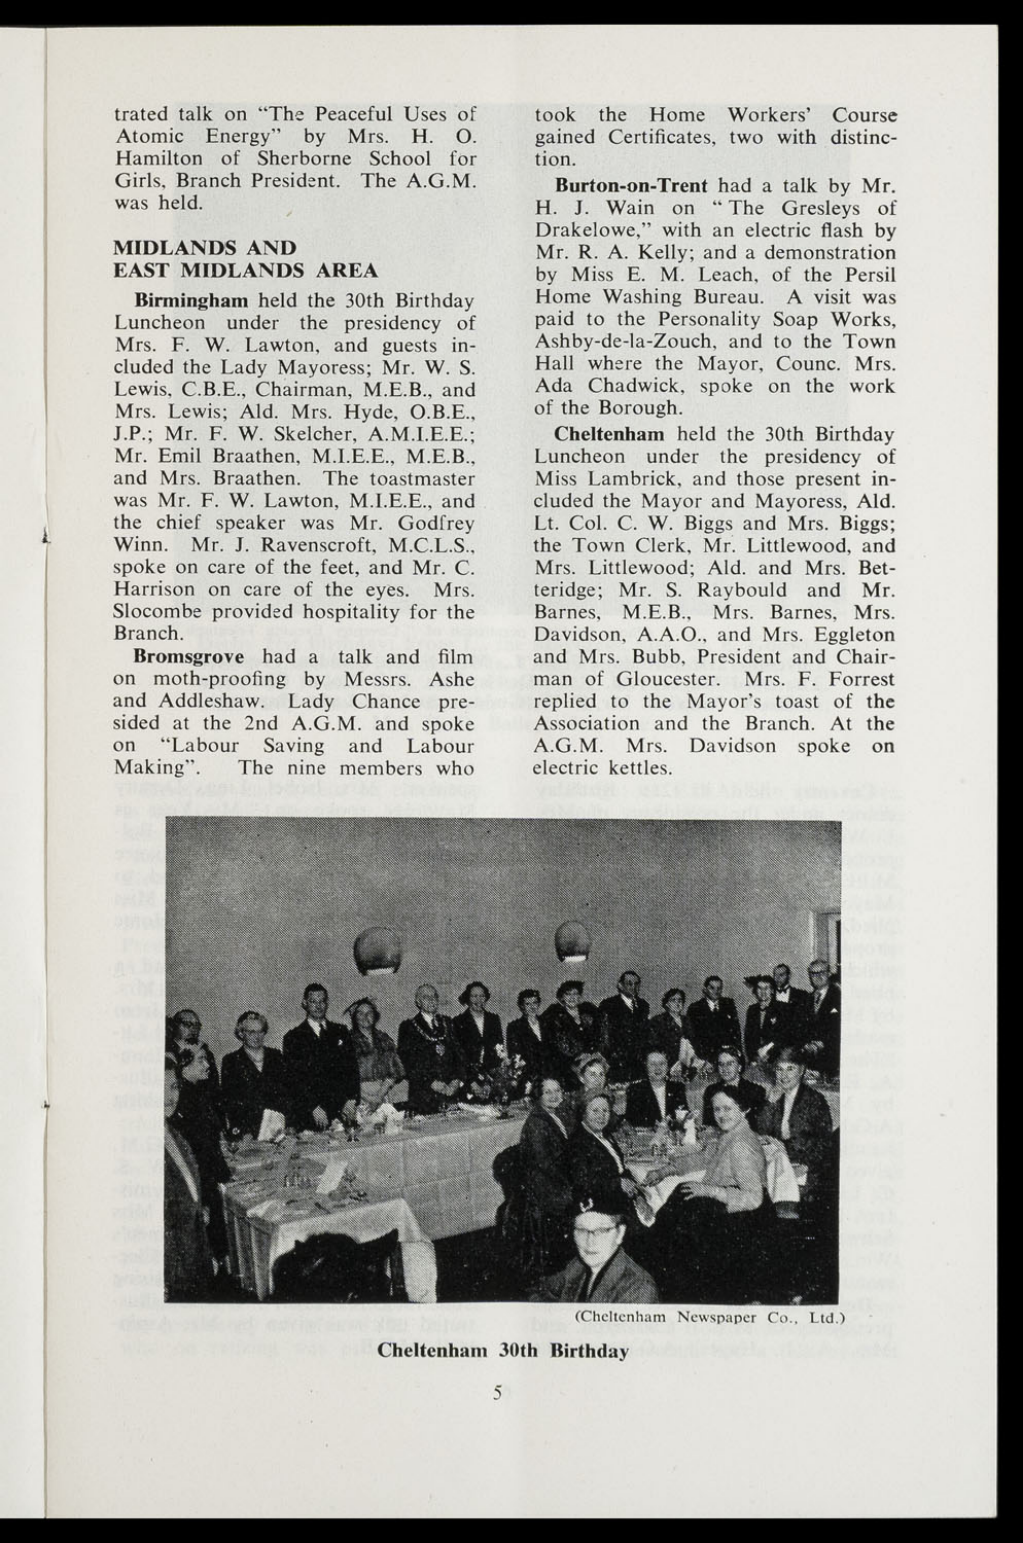 trated talk on "The Peaceful Uses of
Atomic Energy" by Mrs. H. O.
Hamilton of Sherborne School for
Girls, Branch President. The A.G.M.
was held.
MIDLANDS AND
EAST MIDLANDS AREA
Birmingham held the 30th Birthday
Luncheon under the presidency of
Mrs. F. W. Lawton, and guests in-
cluded the Lady Mayoress; Mr. W. S.
Lewis, C.B.E., Chairman, M.E.B., and
Mrs. Lewis; Ald. Mrs. Hyde, O.B.E.,
J.P.; Mr. F. W. Skelcher, A.M.I.E.E.;
Mr. Emil Braathen, M.I.E.E., M.E.B.,
and Mrs. Braathen. The toastmaster
was Mr. F. W. Lawton, M.I.E.E., and
the chief speaker was Mr. Godfrey
Winn. Mr. J. Ravenscroft, M.C.L.S.,
spoke on care of the feet, and Mr. C.
Harrison on care of the eyes. Mrs.
Slocombe provided hospitality for the
Branch.
Bromsgrove had a talk and film
on moth-proofing by Messrs. Ashe
and Addleshaw. Lady Chance pre-
sided at the 2nd A.G.M. and spoke
on "Labour Saving and Labour
Making". The nine members who
took the Home Workers' Course
gained Certificates, two with distinc-
tion.
Burton-on-Trent had a talk by Mr.
H. J. Wain on "The Gresleys of
Drakelowe," with an electric flash by
Mr. R. A. Kelly; and a demonstration
by Miss E. M. Leach, of the Persil
Home Washing Bureau. A visit was
paid to the Personality Soap Works,
Ashby-de-la-Zouch, and to the Town
Hall where the Mayor, Counc. Mrs.
Ada Chadwick, spoke on the work
of the Borough.
Cheltenham held the 30th Birthday
Luncheon under the presidency of
Miss Lambrick, and those present in-
cluded the Mayor and Mayoress, Ald.
Lt. Col. C. W. Biggs and Mrs. Biggs;
the Town Clerk, Mr. Littlewood, and
Mrs. Littlewood; Ald. and Mrs. Bet-
teridge; Mr. S. Raybould and Mr.
Barnes, M.E.B., Mrs. Barnes, Mrs.
Davidson, A.A.O., and Mrs. Eggleton
and Mrs. Bubb, President and Chair-
man of Gloucester. Mrs. F. Forrest
replied to the Mayor's toast of the
Association and the Branch. At the
A.G.M. Mrs. Davidson spoke on
electric kettles.
(Cheltenham Newspaper Co., Ltd.)
Cheltenham 30th Birthday
5